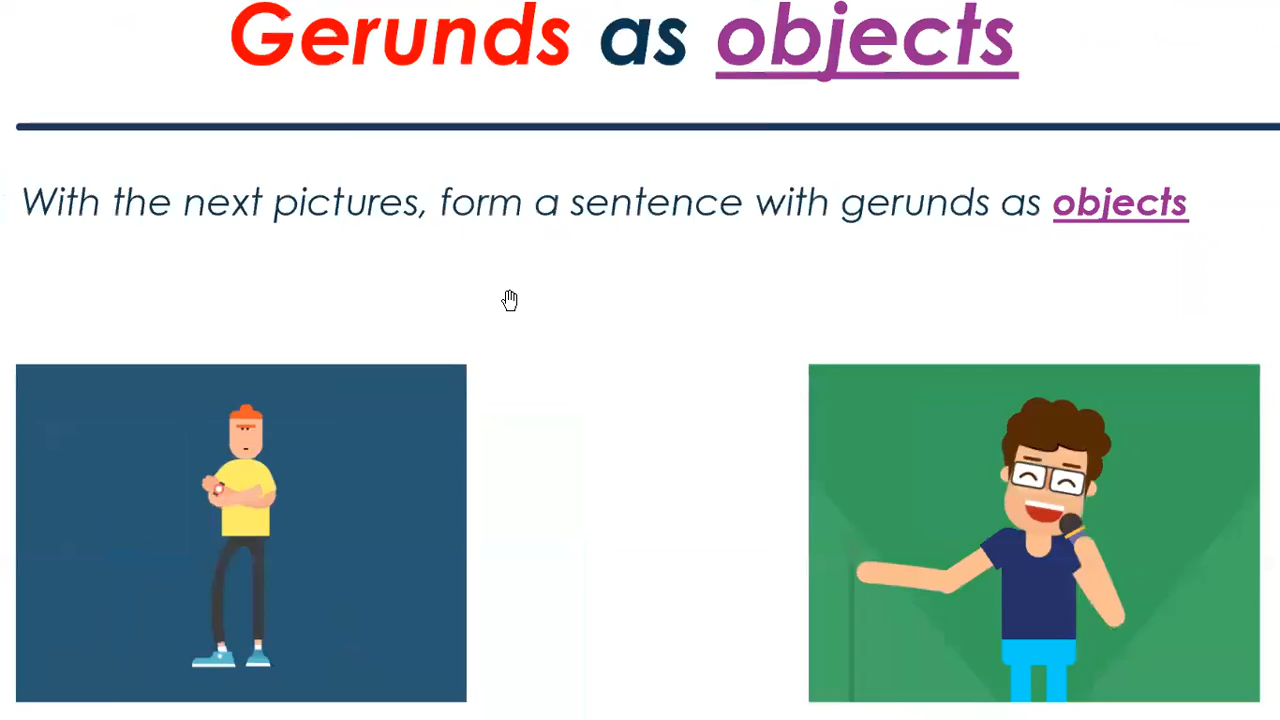 Gerunds as objects
With the next pictures, form a sentence with gerunds as objects